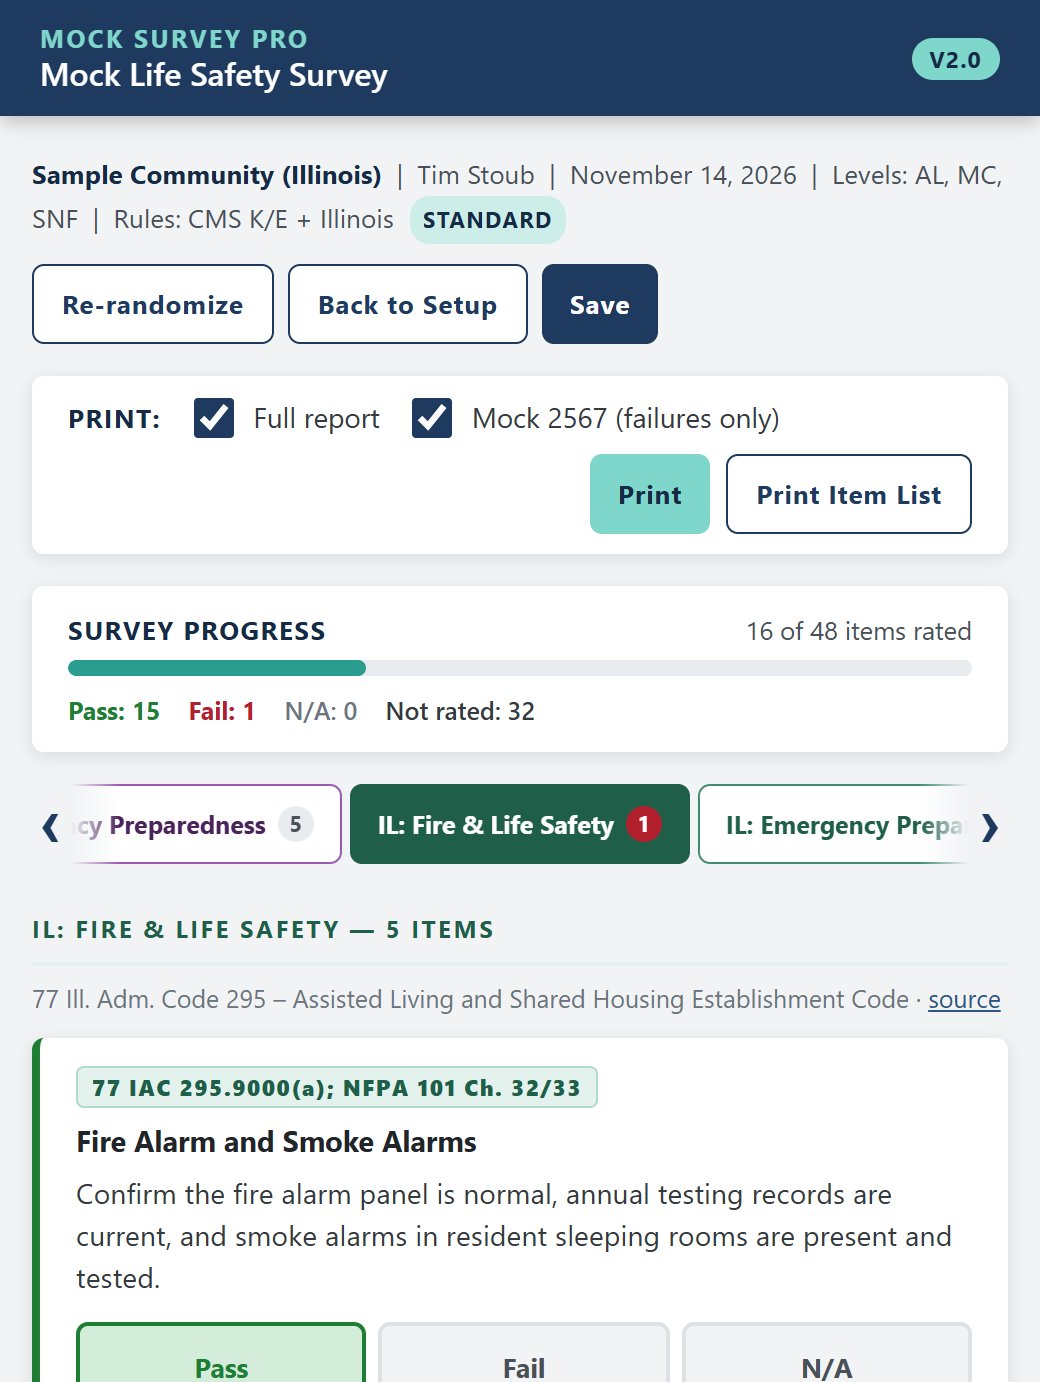 MOCK SURVEY PRO
Mock Life Safety Survey
V2.0
Sample Community (Illinois) | Tim Stoub | November 14, 2026 | Levels: AL, MC,
SNF | Rules: CMS K/E + Illinois STANDARD
Re-randomize Back to Setup Save
PRINT: Full report Mock 2567 (failures only)
Print Print Item List
SURVEY PROGRESS 16 of 48 items rated
Pass: 15 Fail: 1 N/A: 0 Not rated: 32
❮ cy Preparedness 5 IL: Fire & Life Safety 1 IL: Emergency Prepa ❯
IL: FIRE & LIFE SAFETY — 5 ITEMS
77 Ill. Adm. Code 295 – Assisted Living and Shared Housing Establishment Code · source
77 IAC 295.9000(a); NFPA 101 Ch. 32/33
Fire Alarm and Smoke Alarms
Confirm the fire alarm panel is normal, annual testing records are
current, and smoke alarms in resident sleeping rooms are present and
tested.
Pass Fail N/A